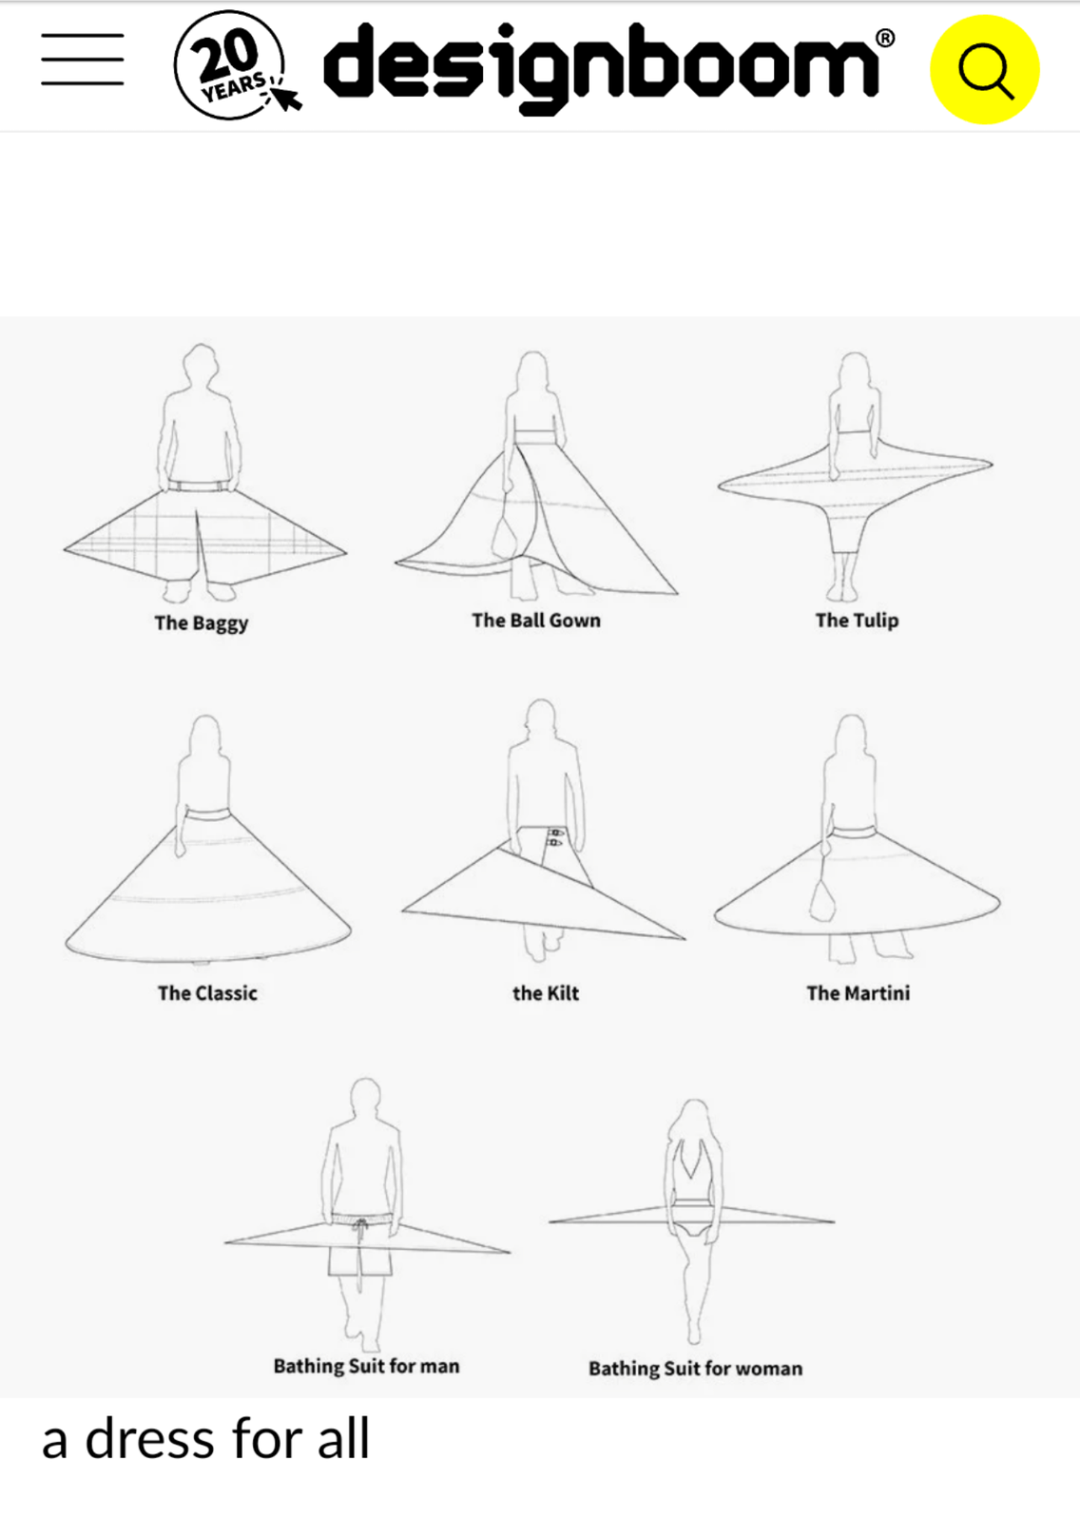 20
YEARS
designboom®
The Baggy
The Ball Gown
The Tulip
The Classic
the Kilt
The Martini
Bathing Suit for man
Bathing Suit for woman
a dress for all